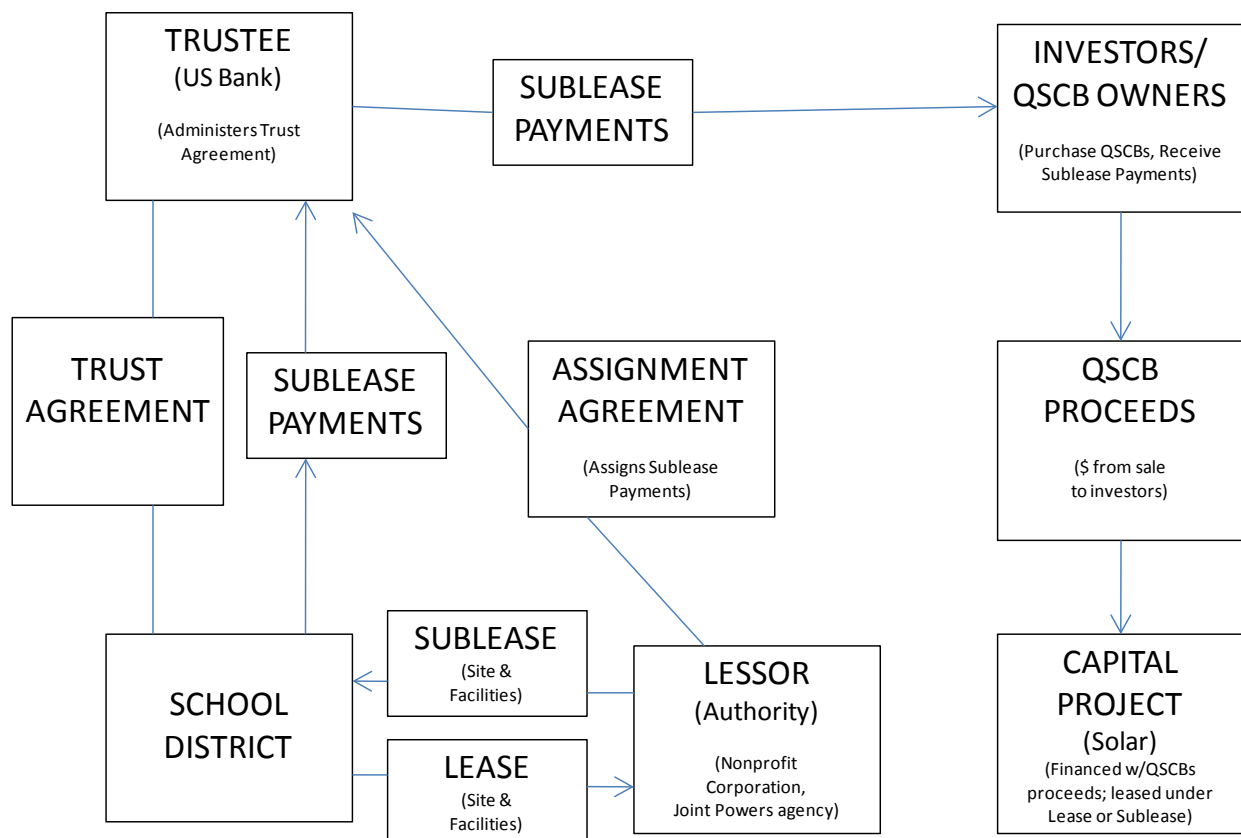 TRUSTEE
(US Bank)
(Administers Trust
Agreement)
SUBLEASE
PAYMENTS
INVESTORS/
QSCB OWNERS
(Purchase QSCBs, Receive
Sublease Payments)
TRUST
AGREEMENT
SUBLEASE
PAYMENTS
ASSIGNMENT
AGREEMENT
(Assigns Sublease
Payments)
QSCB
PROCEEDS
($ from sale
to investors)
SCHOOL
DISTRICT
SUBLEASE
(Site &
Facilities)
LEASE
(Site &
Facilities)
LESSOR
(Authority)
(Nonprofit
Corporation,
Joint Powers agency)
CAPITAL
PROJECT
(Solar)
(Financed w/QSCBs
proceeds; leased under
Lease or Sublease)